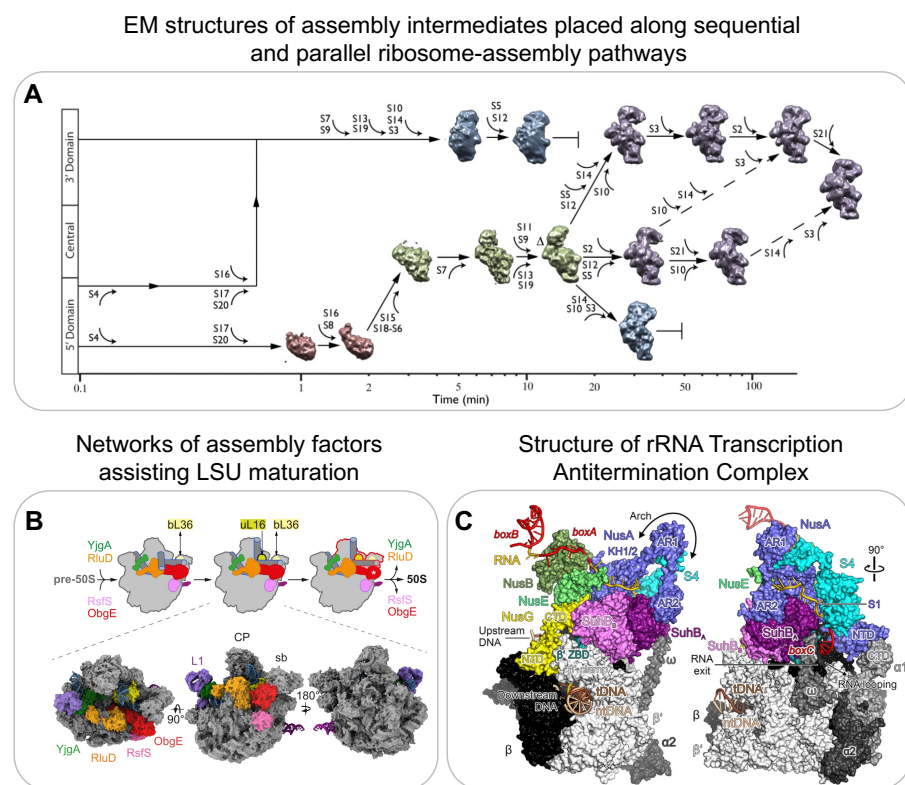 EM structures of assembly intermediates placed along sequential
and parallel ribosome-assembly pathways
A
3' Domain
Central
5' Domain
S7
S9
S13
S19
S10
S14
S3
S5
S12
S4
S16
S17
S20
S4
S17
S20
S16
S8
S15
S18-S6
S7
S11
S9
S13
S19
Δ
S5
S12
S14
S10
S3
S2
S21
S3
S14
S10
S2
S12
S5
S21
S10
S14
S3
S14
S10 S3
0.1
1
2
5
10
20
50
100
Time (min)
Networks of assembly factors
assisting LSU maturation
B
bL36
uL16
bL36
YjgA
RluD
pre-50S
RsfS
ObgE
YjgA
RluD
50S
RsfS
ObgE
CP
L1
sb
90°
180°
YjgA
RluD
RsfS
ObgE
Structure of rRNA Transcription
Antitermination Complex
C
boxB
boxA
RNA
NusA
KH1/2
Arch
AR1
S4
NusB
NusE
NusG
CTD
AR2
SuhB
SuhB_A
Upstream
DNA
NTD
β' ZBD
ω
Downstream
DNA
tDNA
ntDNA
β'
β
α2
NusA
AR1
90°
S4
NusE
AR2
S1
SuhB_A
SuhB
NTD
CTD
α1
boxC
RNA
exit
RNA looping
ω
tDNA
ntDNA
β
β'
α2